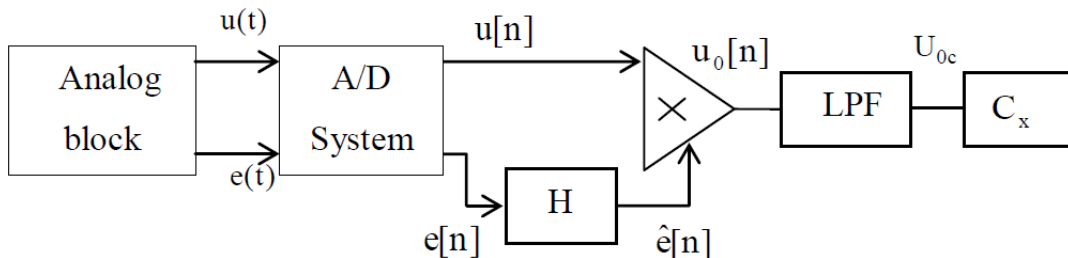 u(t)
Analog
block
e(t)
A/D
System
u[n]
e[n]
H
ê[n]
×
u₀[n]
LPF
U₀c
Cₓ